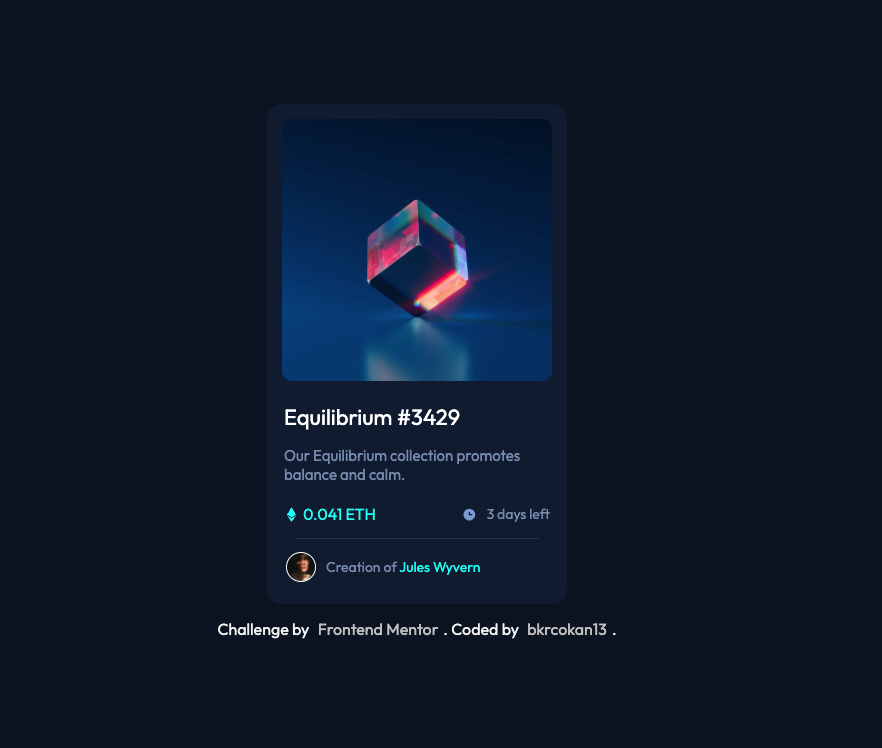 Equilibrium #3429
Our Equilibrium collection promotes
balance and calm.
0.041 ETH 3 days left
Creation of Jules Wyvern
Challenge by Frontend Mentor . Coded by bkrcokan13 .